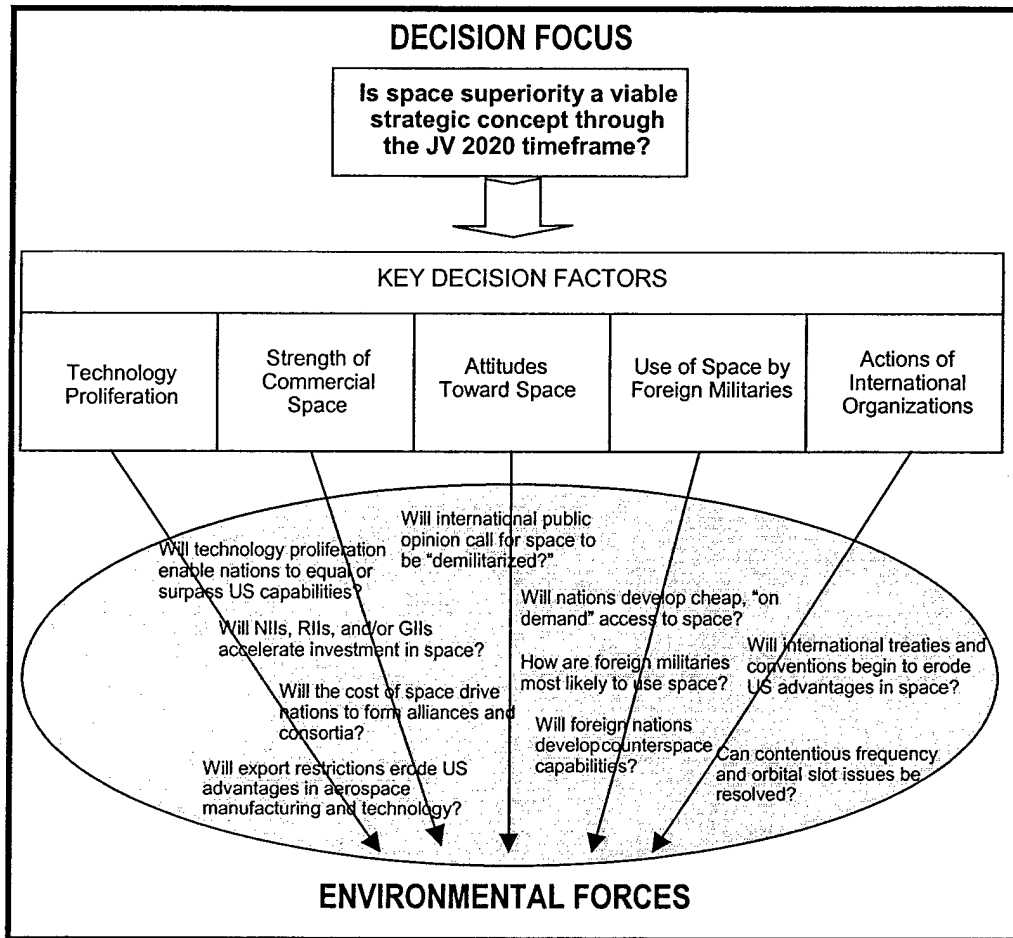 DECISION FOCUS
Is space superiority a viable
strategic concept through
the JV 2020 timeframe?
KEY DECISION FACTORS
Technology
Proliferation
Strength of
Commercial
Space
Attitudes
Toward Space
Use of Space by
Foreign Militaries
Actions of
International
Organizations
Will international public
opinion call for space to
be “demilitarized?”
Will technology proliferation
enable nations to equal or
surpass US capabilities?
Will NIIs, RIIs, and/or GIIs
accelerate investment in space?
Will the cost of space drive
nations to form alliances and
consortia?
Will export restrictions erode US
advantages in aerospace
manufacturing and technology?
Will nations develop cheap, “on
demand” access to space?
How are foreign militaries
most likely to use space?
Will foreign nations
develop counterspace
capabilities?
Will international treaties and
conventions begin to erode
US advantages in space?
Can contentious frequency
and orbital slot issues be
resolved?
ENVIRONMENTAL FORCES